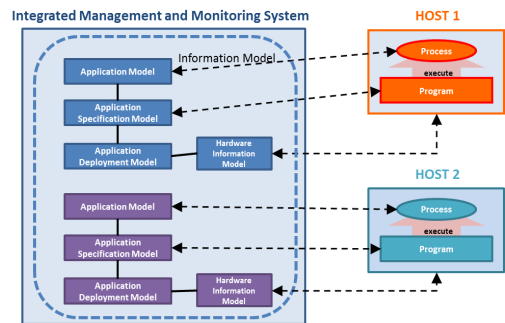 Integrated Management and Monitoring System
HOST 1
Information Model
Process
execute
Program
Application Model
Application
Specification Model
Application
Deployment Model
Hardware
Information
Model
HOST 2
Process
execute
Program
Application Model
Application
Specification Model
Application
Deployment Model
Hardware
Information
Model